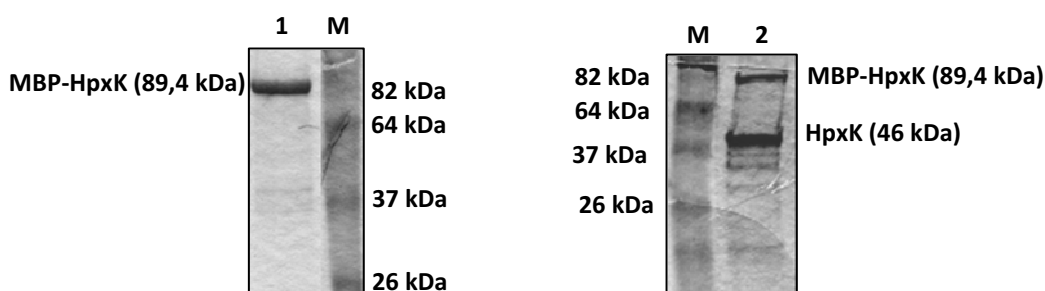 1 M
MBP-HpxK (89,4 kDa)
82 kDa
64 kDa
37 kDa
26 kDa
M 2
82 kDa
MBP-HpxK (89,4 kDa)
64 kDa
HpxK (46 kDa)
37 kDa
26 kDa